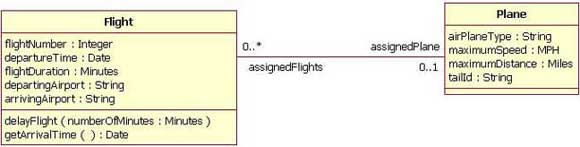 Flight
flightNumber : Integer
departureTime : Date
flightDuration : Minutes
departingAirport : String
arrivingAirport : String
delayFlight ( numberOfMinutes : Minutes )
getArrivalTime ( ) : Date
0..*
assignedPlane
assignedFlights
0..1
Plane
airPlaneType : String
maximumSpeed : MPH
maximumDistance : Miles
tailId : String